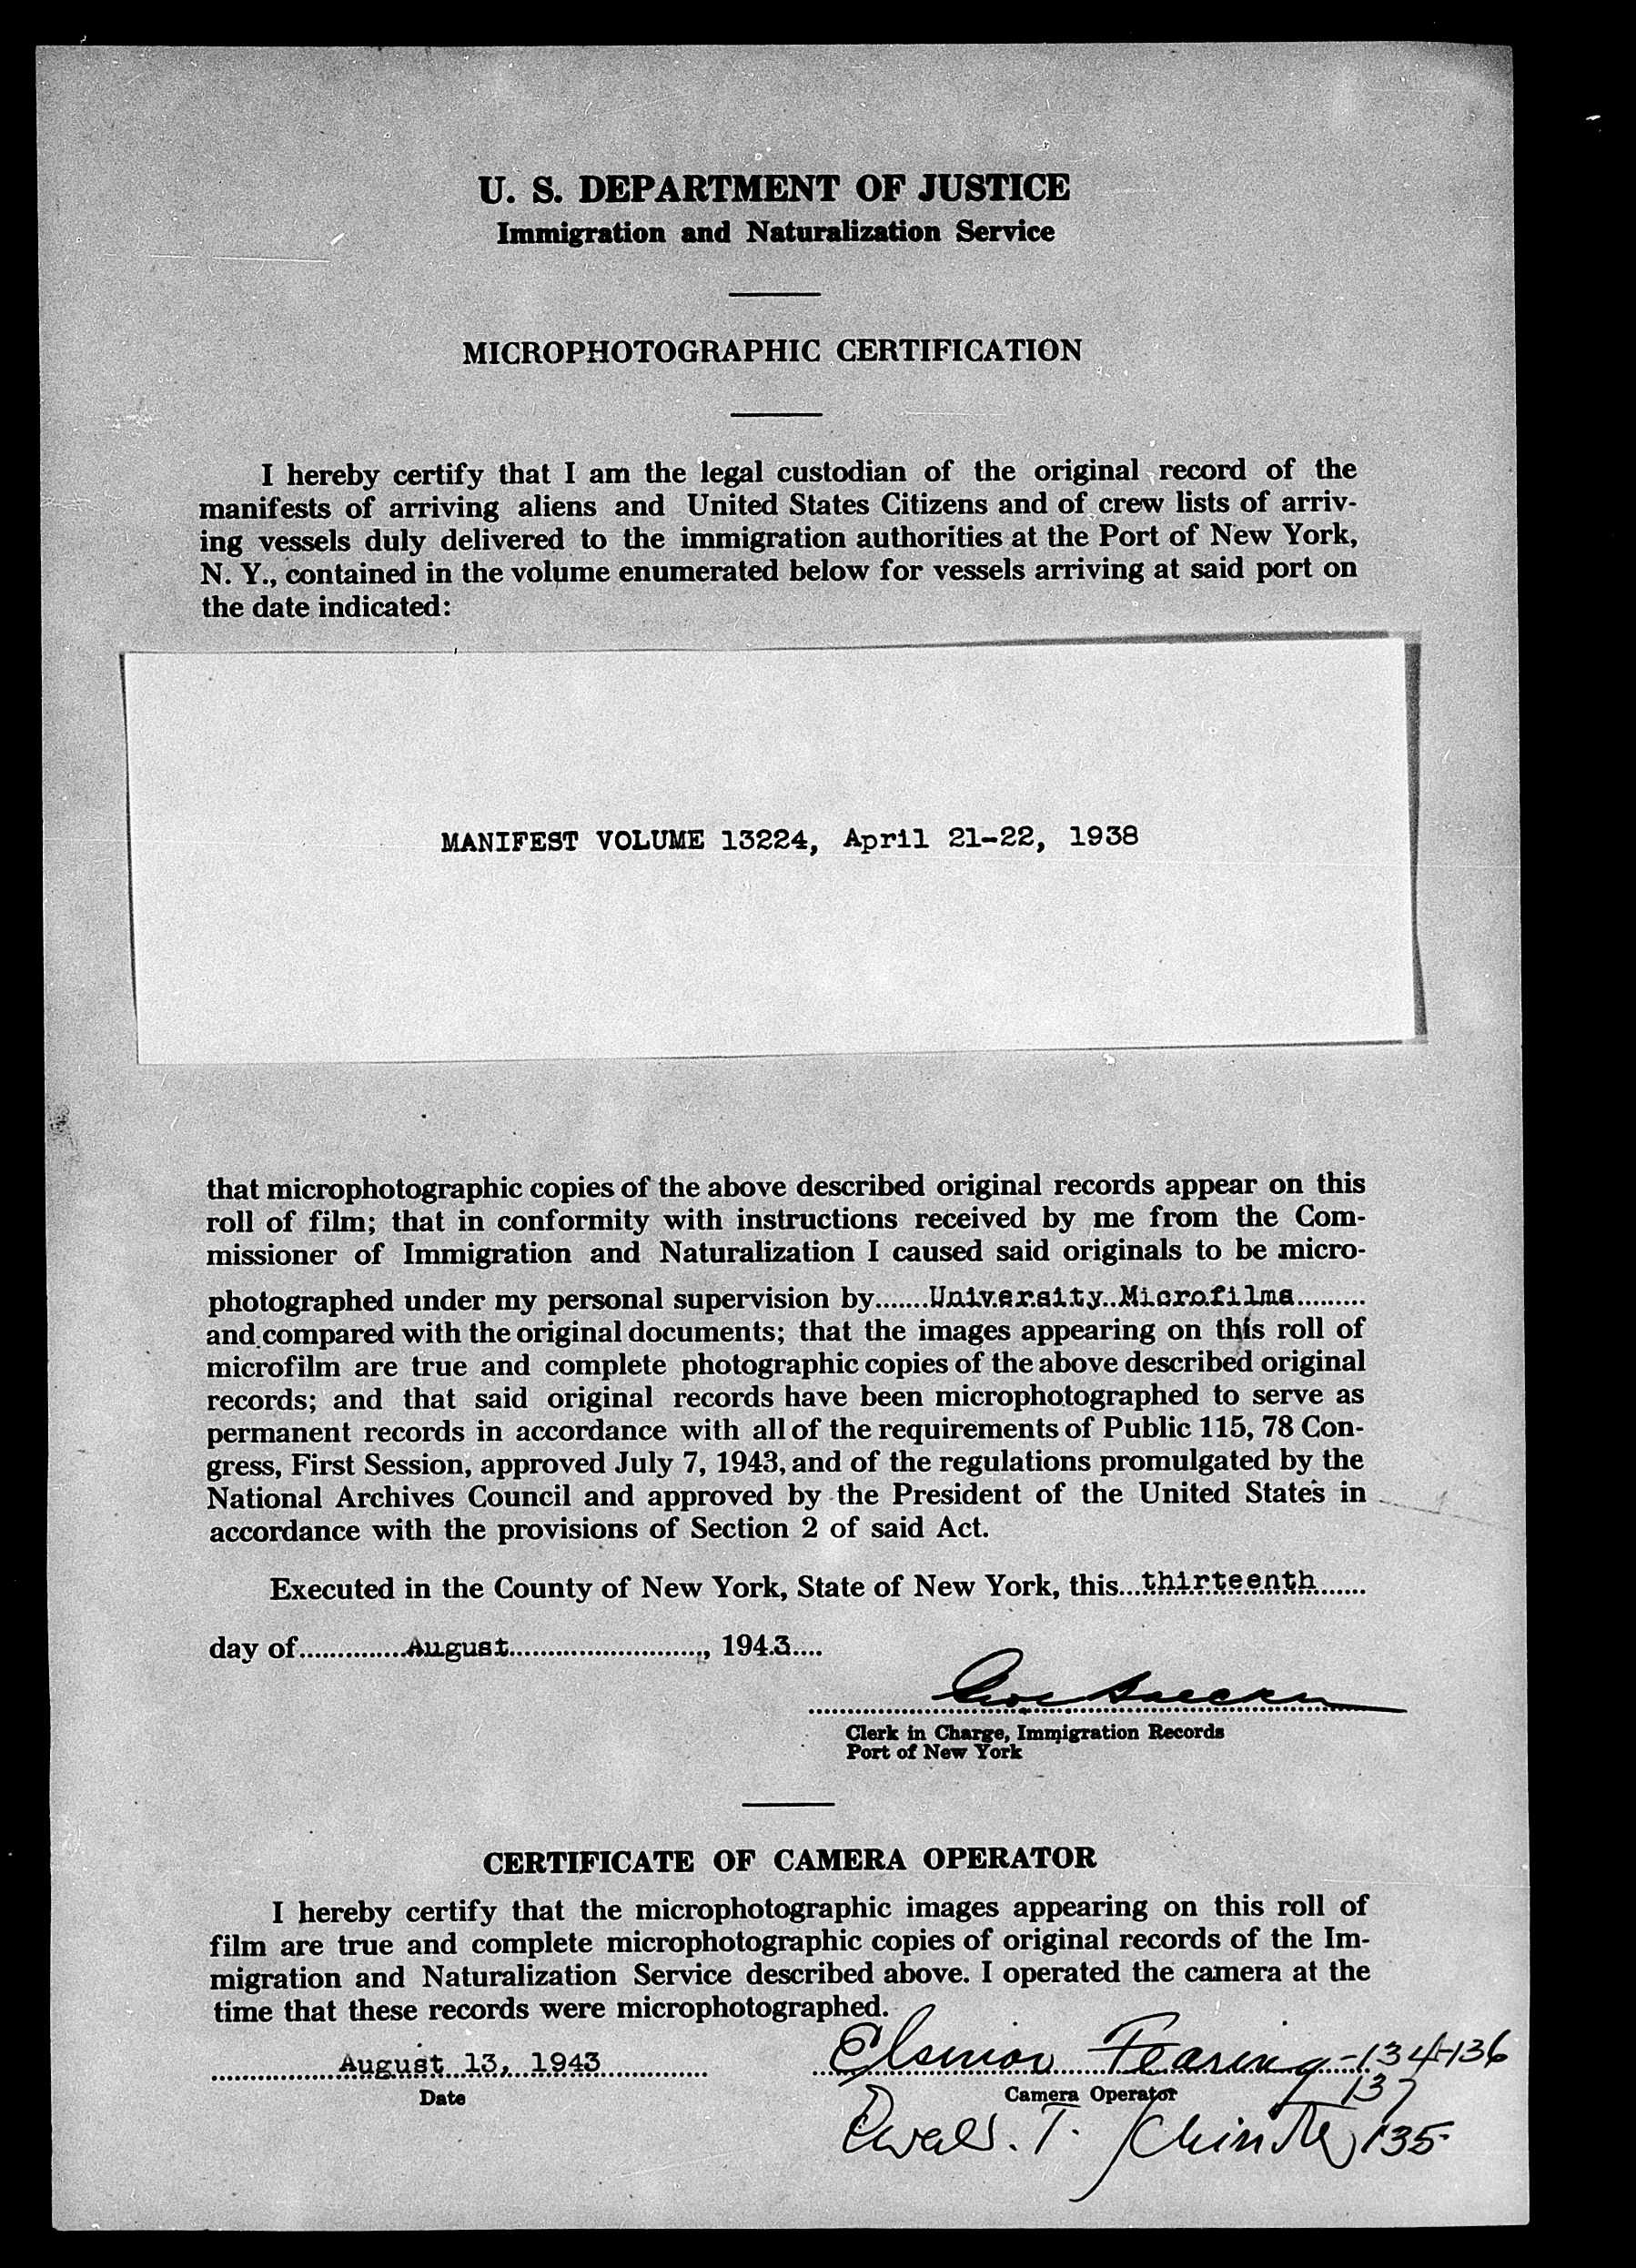 U. S. DEPARTMENT OF JUSTICE
Immigration and Naturalization Service
MICROPHOTOGRAPHIC CERTIFICATION
I hereby certify that I am the legal custodian of the original record of the
manifests of arriving aliens and United States Citizens and of crew lists of arriv-
ing vessels duly delivered to the immigration authorities at the Port of New York,
N. Y., contained in the volume enumerated below for vessels arriving at said port on
the date indicated:
MANIFEST VOLUME 13224, April 21-22, 1938
that microphotographic copies of the above described original records appear on this
roll of film; that in conformity with instructions received by me from the Com-
missioner of Immigration and Naturalization I caused said originals to be micro-
photographed under my personal supervision by.......University Microfilms.........
and compared with the original documents; that the images appearing on this roll of
microfilm are true and complete photographic copies of the above described original
records; and that said original records have been microphotographed to serve as
permanent records in accordance with all of the requirements of Public 115, 78 Con-
gress, First Session, approved July 7, 1943, and of the regulations promulgated by the
National Archives Council and approved by the President of the United States in
accordance with the provisions of Section 2 of said Act.
Executed in the County of New York, State of New York, this...thirteenth......
day of..............August.........................., 1943....
Clerk in Charge, Immigration Records
Port of New York
CERTIFICATE OF CAMERA OPERATOR
I hereby certify that the microphotographic images appearing on this roll of
film are true and complete microphotographic copies of original records of the Im-
migration and Naturalization Service described above. I operated the camera at the
time that these records were microphotographed.
August 13, 1943
Fearing -134-136
Date
Camera Operator
137
T. 135